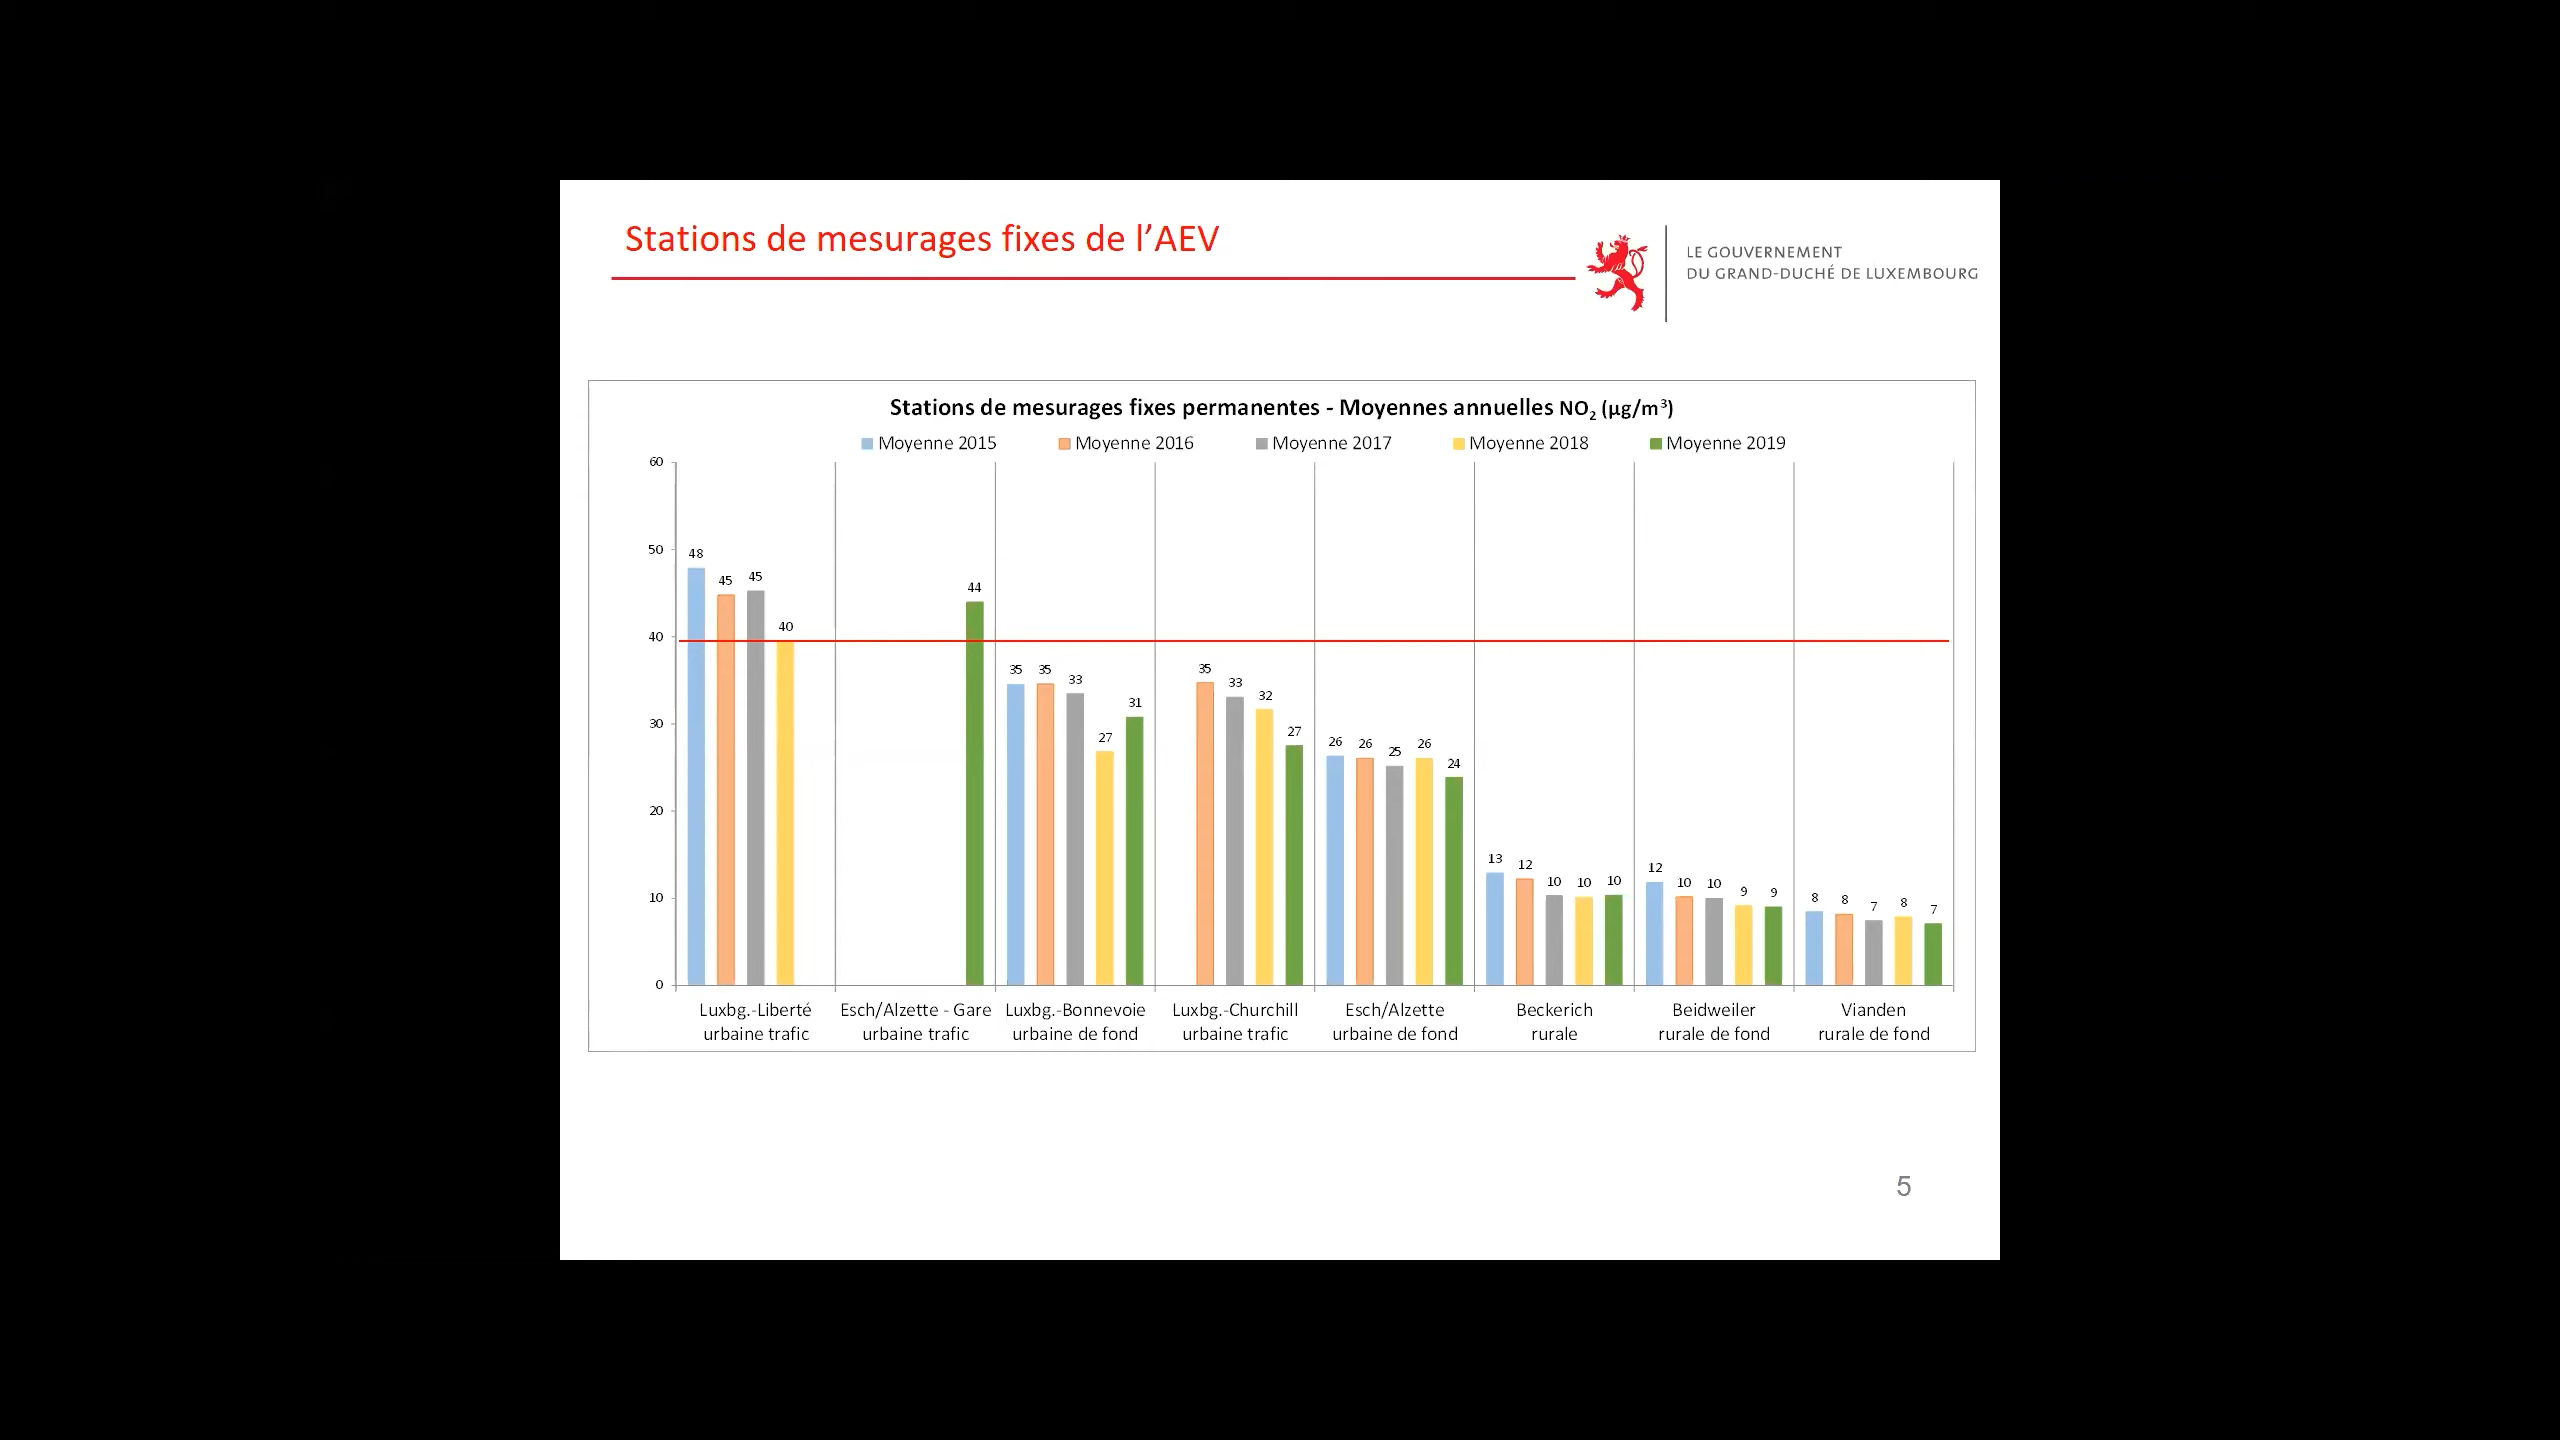 Stations de mesurages fixes de l’AEV
LE GOUVERNEMENT
DU GRAND-DUCHÉ DE LUXEMBOURG
Stations de mesurages fixes permanentes - Moyennes annuelles NO₂ (µg/m³)
Moyenne 2015 Moyenne 2016 Moyenne 2017 Moyenne 2018 Moyenne 2019
60
50
40
30
20
10
0
48 45 45 40
44
35 35 33 27 31
35 33 32 27
26 26 25 26 24
13 12 10 10 10
12 10 10 9 9
8 8 7 8 7
Luxbg.-Liberté
urbaine trafic
Esch/Alzette - Gare
urbaine trafic
Luxbg.-Bonnevoie
urbaine de fond
Luxbg.-Churchill
urbaine trafic
Esch/Alzette
urbaine de fond
Beckerich
rurale
Beidweiler
rurale de fond
Vianden
rurale de fond
5